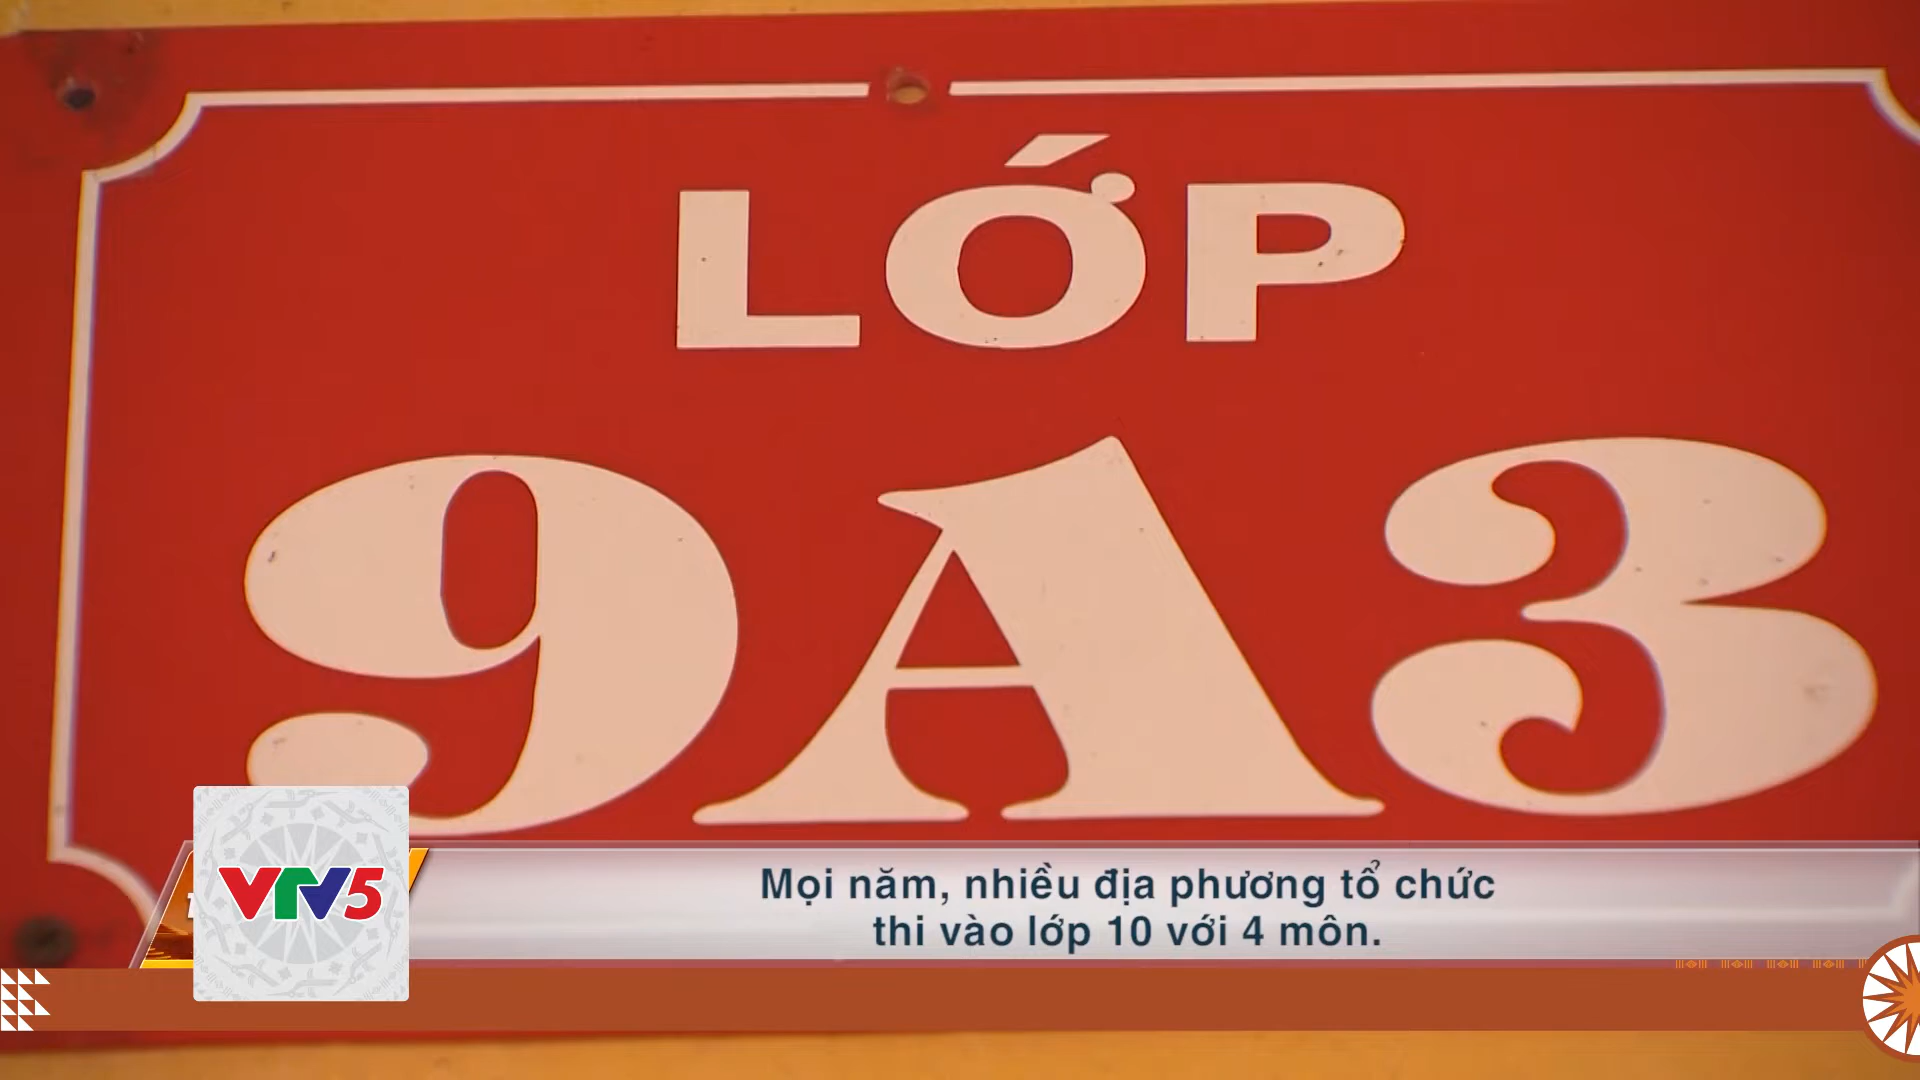 LỚP
9A3
VTV5
Mọi năm, nhiều địa phương tổ chức
thi vào lớp 10 với 4 môn.